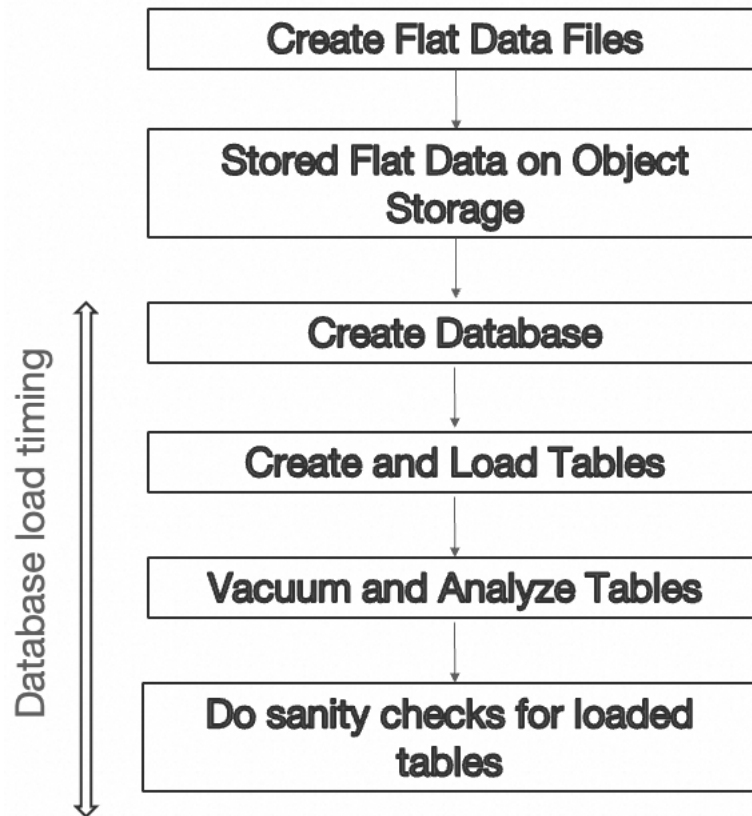 Create Flat Data Files
Stored Flat Data on Object
Storage
Create Database
Create and Load Tables
Vacuum and Analyze Tables
Do sanity checks for loaded
tables
Database load timing